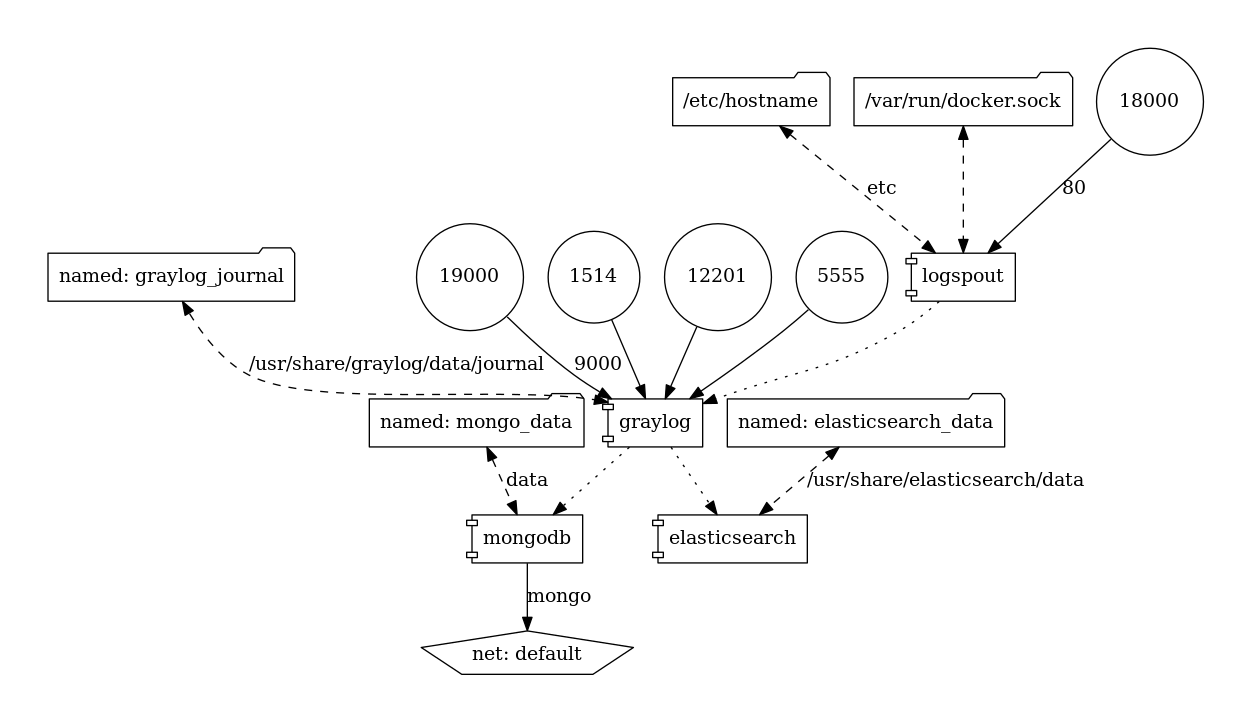 /etc/hostname
/var/run/docker.sock
18000
etc
80
named: graylog_journal
19000
1514
12201
5555
logspout
/usr/share/graylog/data/journal
9000
named: mongo_data
graylog
named: elasticsearch_data
data
/usr/share/elasticsearch/data
mongodb
elasticsearch
mongo
net: default